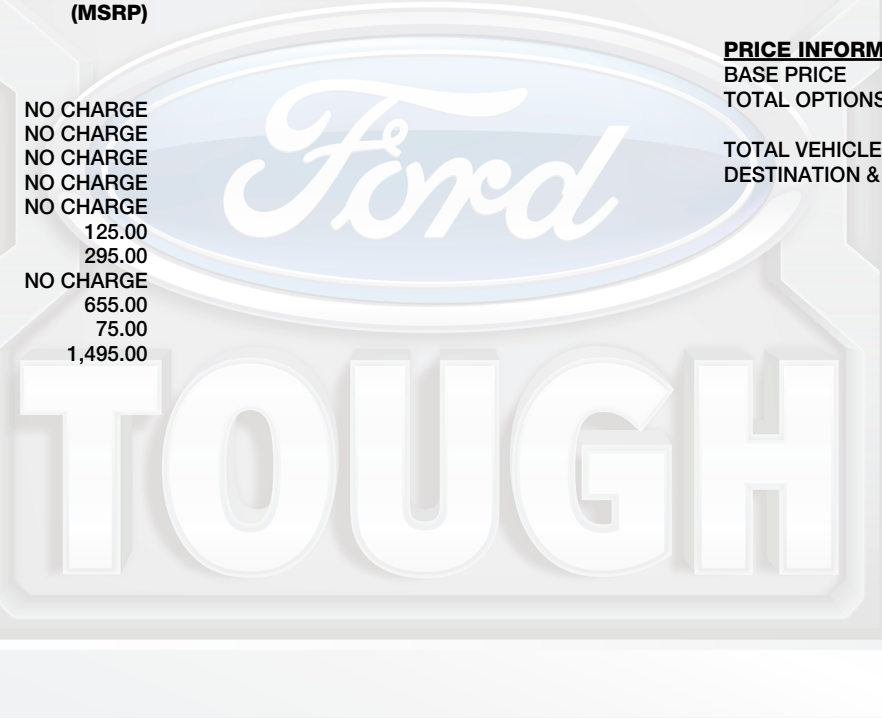 (MSRP)
NO CHARGE
NO CHARGE
NO CHARGE
NO CHARGE
NO CHARGE
125.00
295.00
NO CHARGE
655.00
75.00
1,495.00
PRICE INFORM
BASE PRICE
TOTAL OPTIONS
TOTAL VEHICLE
DESTINATION &
Ford
TOUGH